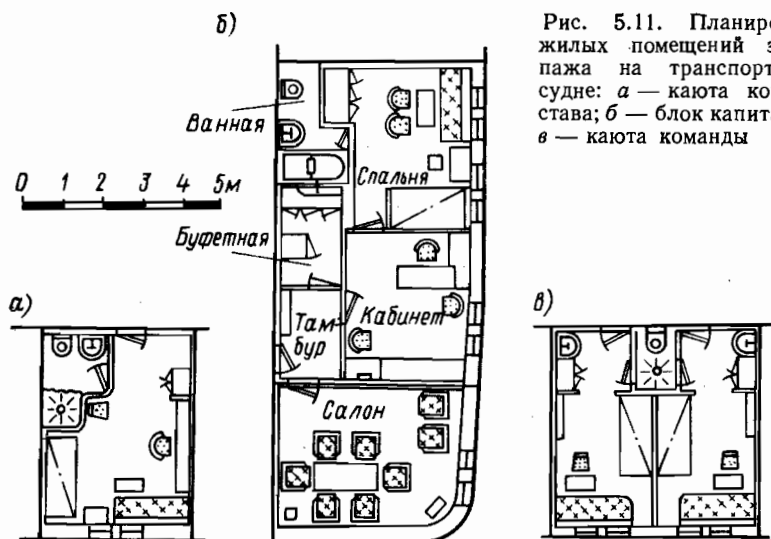 б)
Рис. 5.11. Планиро
жилых помещений э
пажа на транспорт
судне: а — каюта ко
става; б — блок капит
в — каюта команды
Ванная
Спальня
0 1 2 3 4 5м
Буфетная
а)
Там-
бур
Кабинет
в)
Салон